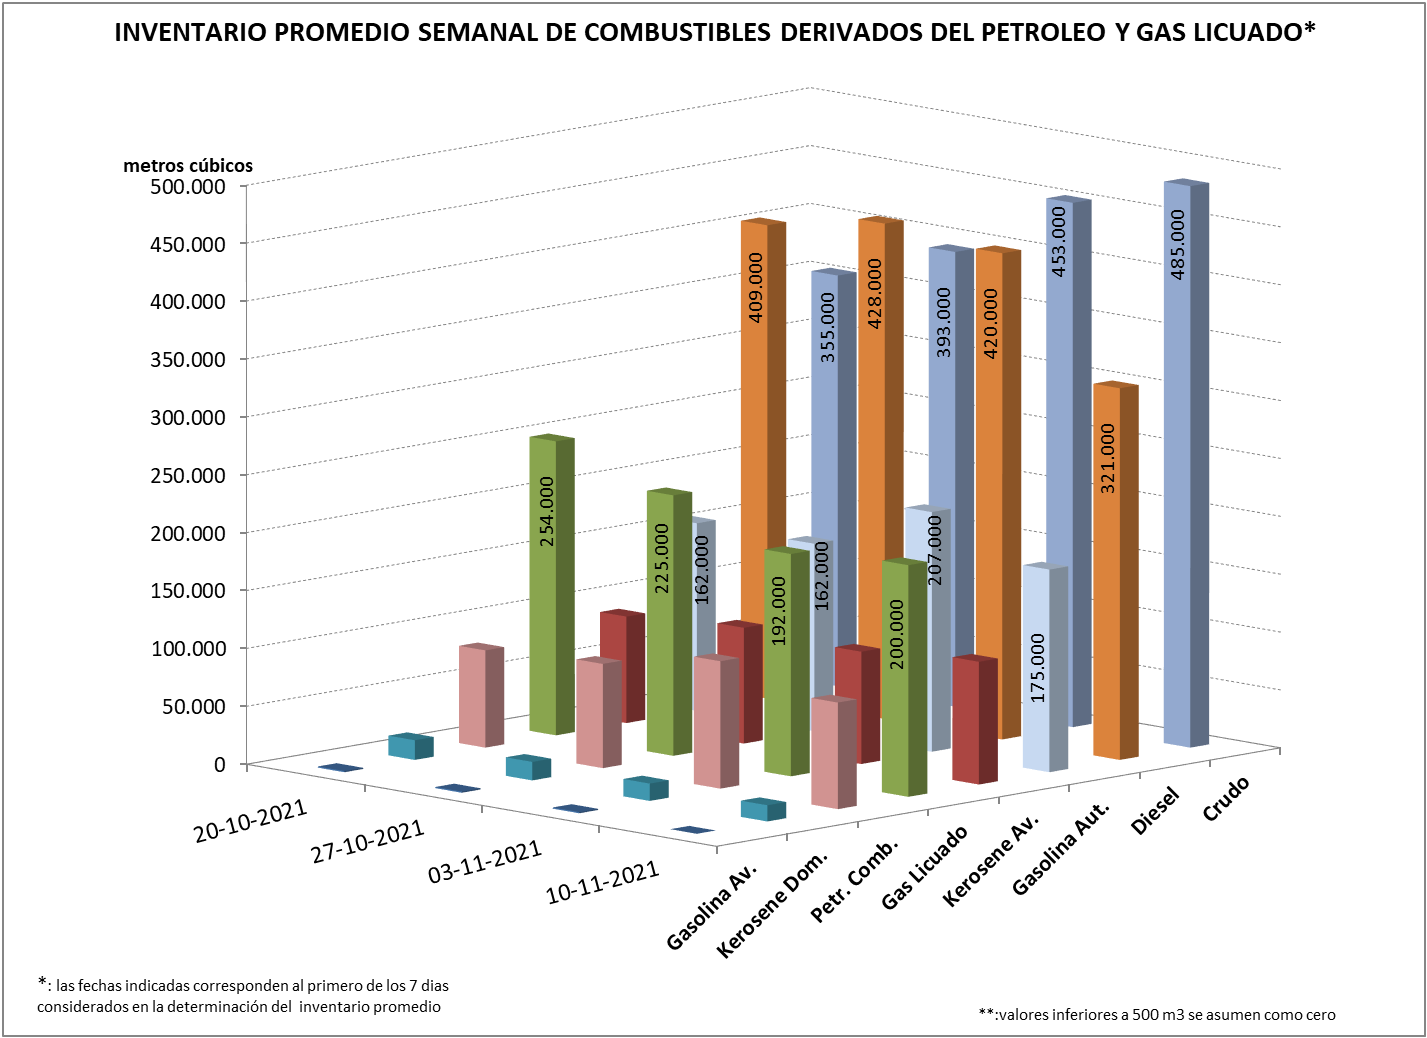 INVENTARIO PROMEDIO SEMANAL DE COMBUSTIBLES DERIVADOS DEL PETROLEO Y GAS LICUADO*
metros cúbicos
500.000
450.000
400.000
350.000
300.000
250.000
200.000
150.000
100.000
50.000
0
409.000
428.000
420.000
321.000
355.000
393.000
453.000
485.000
254.000
225.000
192.000
200.000
162.000
162.000
207.000
175.000
20-10-2021
27-10-2021
03-11-2021
10-11-2021
Gasolina Av.
Kerosene Dom.
Petr. Comb.
Gas Licuado
Kerosene Av.
Gasolina Aut.
Diesel
Crudo
*: las fechas indicadas corresponden al primero de los 7 dias
considerados en la determinación del inventario promedio
**:valores inferiores a 500 m3 se asumen como cero